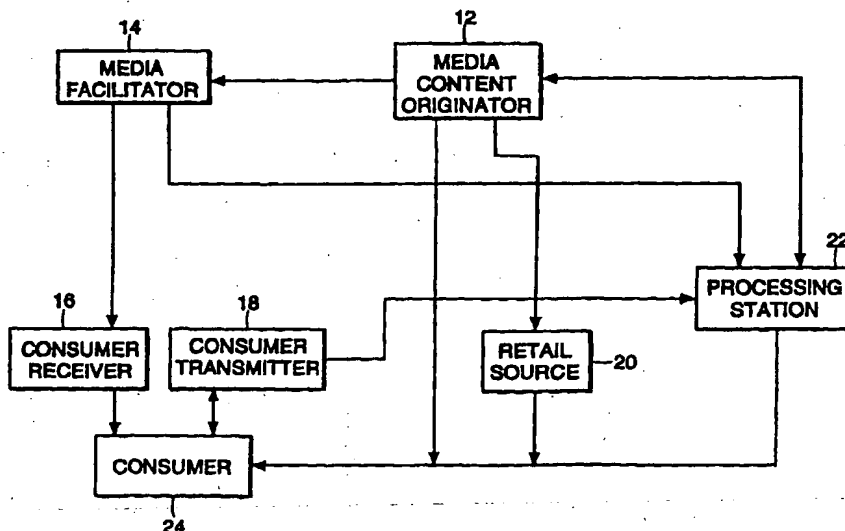 14
MEDIA
FACILITATOR
12
MEDIA
CONTENT
ORIGINATOR
22
PROCESSING
STATION
16
CONSUMER
RECEIVER
18
CONSUMER
TRANSMITTER
RETAIL
SOURCE
20
CONSUMER
24